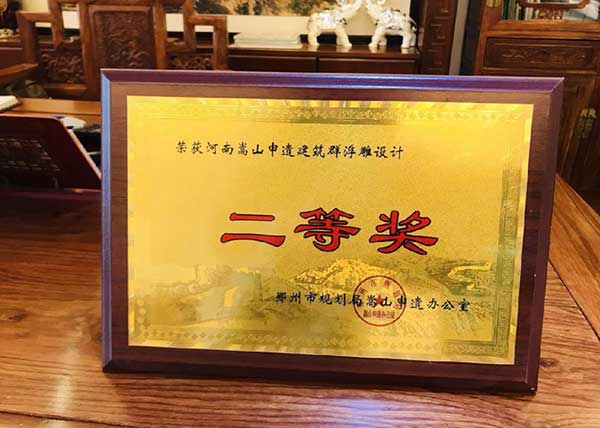 荣获河南嵩山申遗建筑群浮雕设计
二等奖
郑州市规划局嵩山申遗办公室